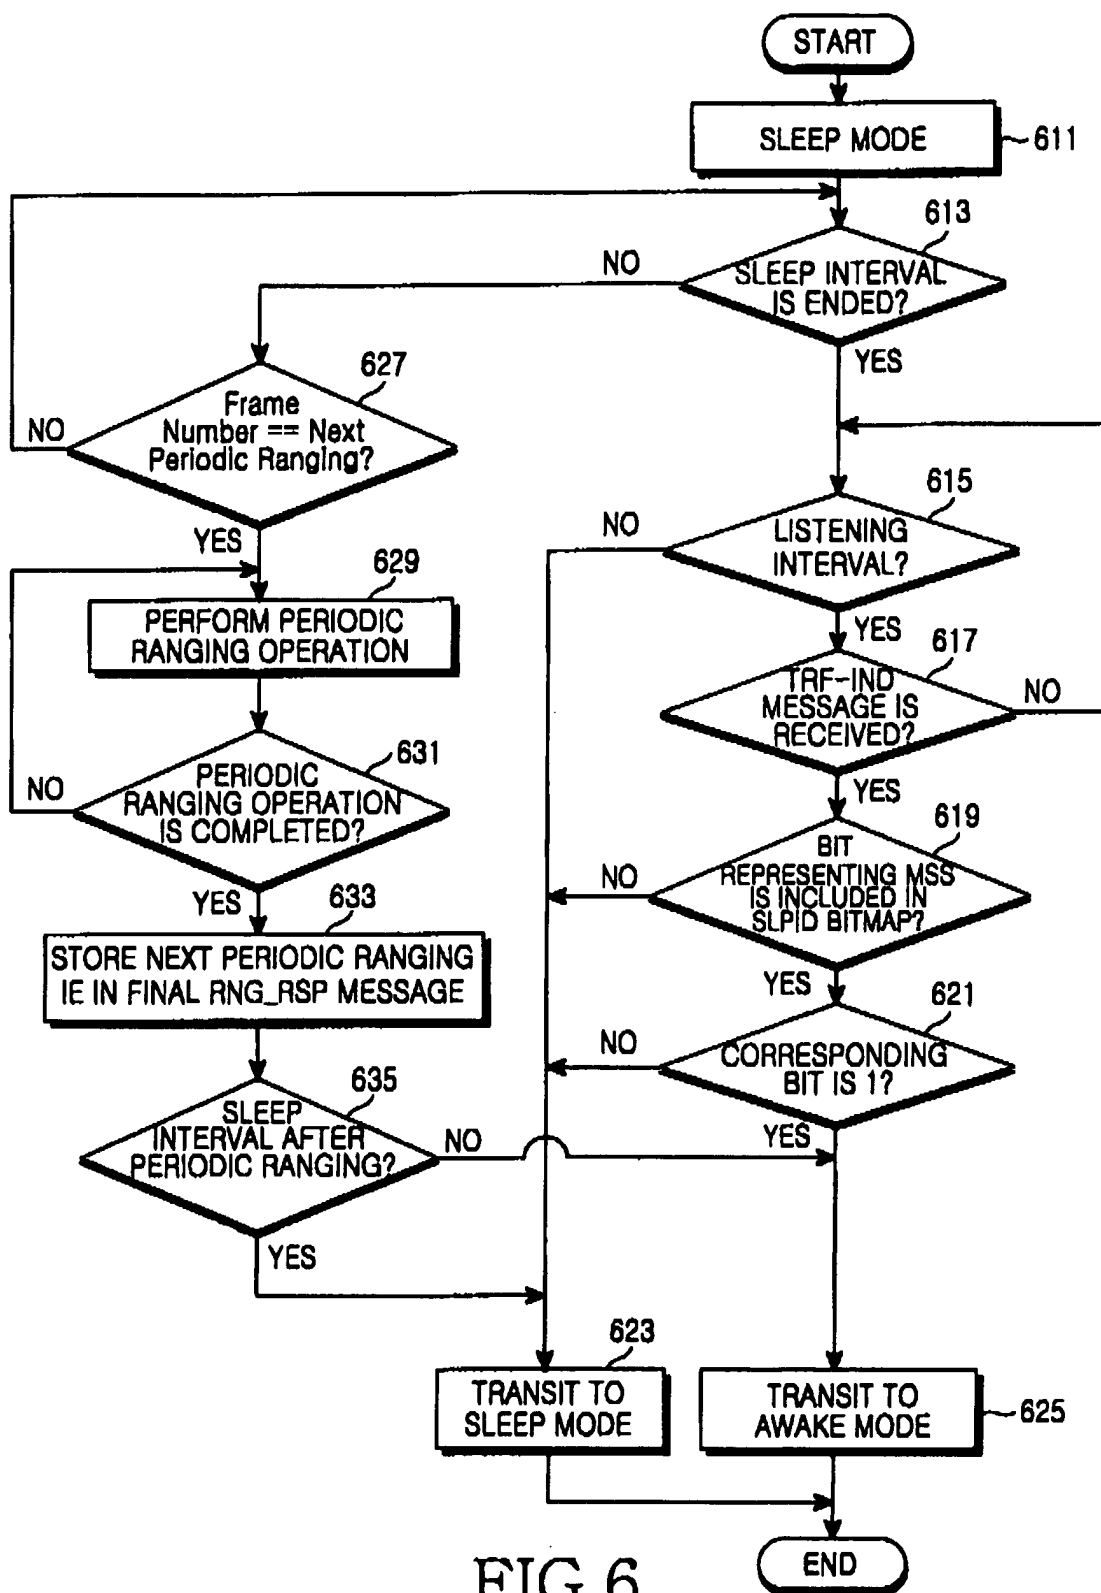 START
SLEEP MODE
611
613
NO
SLEEP INTERVAL
IS ENDED?
YES
627
Frame
Number == Next
Periodic Ranging?
NO
YES
615
NO
LISTENING
INTERVAL?
YES
629
PERFORM PERIODIC
RANGING OPERATION
617
TRF-IND
MESSAGE IS
RECEIVED?
NO
YES
631
PERIODIC
RANGING OPERATION
IS COMPLETED?
NO
YES
619
BIT
REPRESENTING MSS
IS INCLUDED IN
SLPID BITMAP?
NO
YES
633
STORE NEXT PERIODIC RANGING
IE IN FINAL RNG_RSP MESSAGE
621
NO
CORRESPONDING
BIT IS 1?
YES
635
SLEEP
INTERVAL AFTER
PERIODIC RANGING?
NO
YES
623
TRANSIT TO
SLEEP MODE
TRANSIT TO
AWAKE MODE
625
END
FIG.6